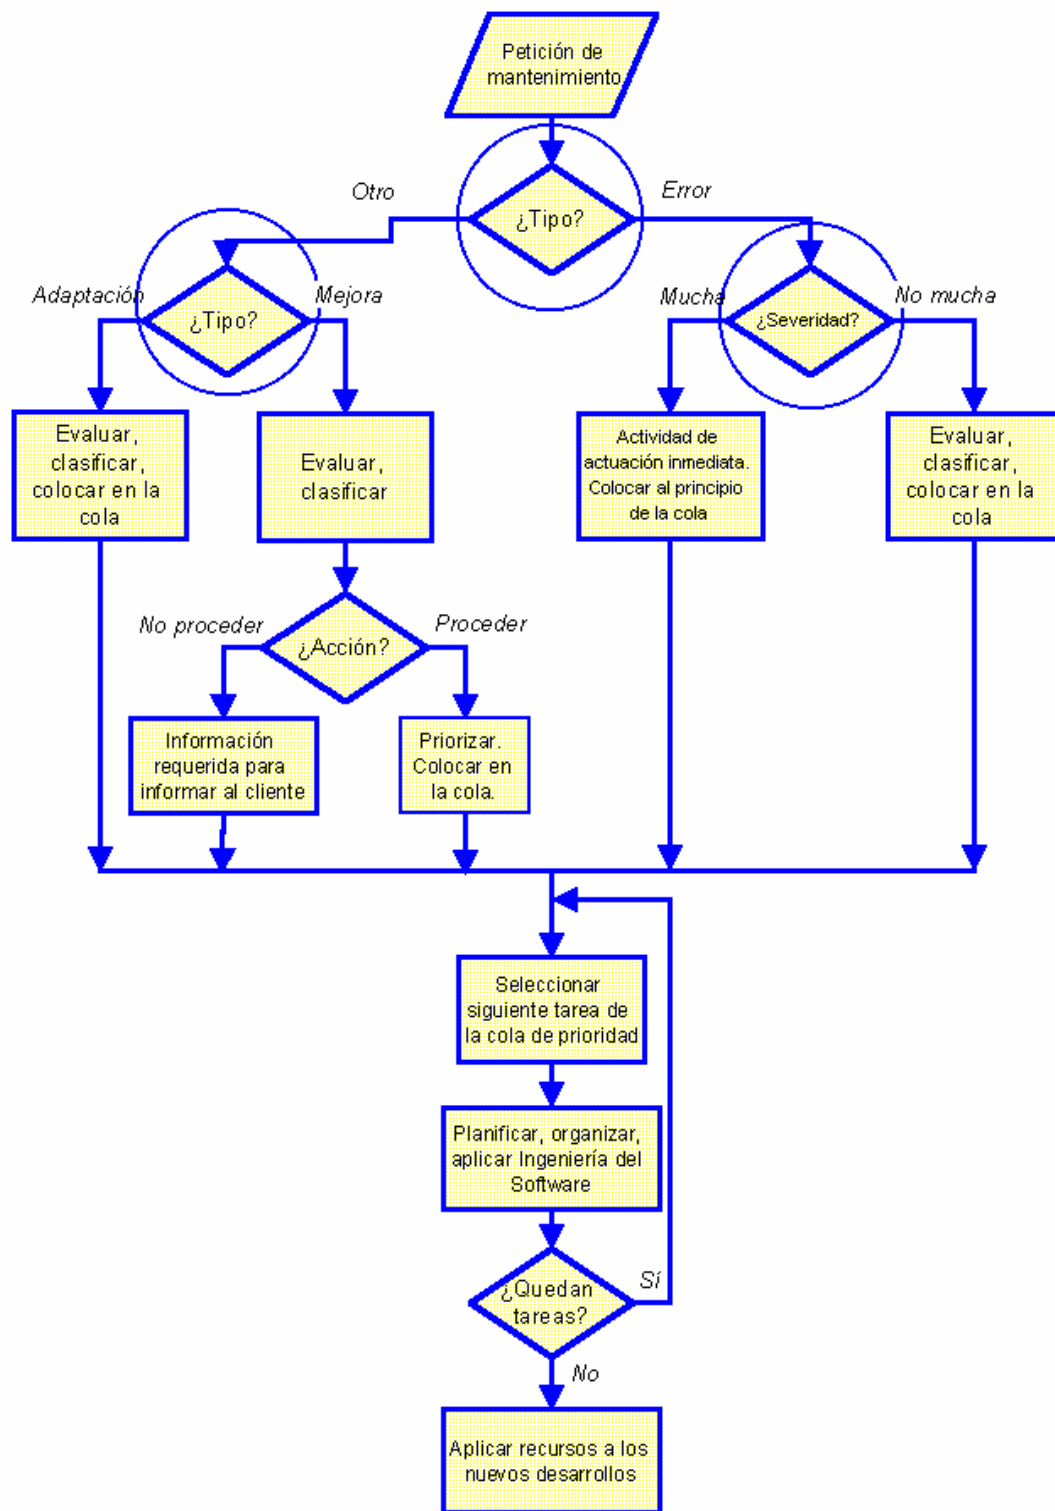 Petición de
mantenimiento
Otro
Error
¿Tipo?
Adaptación
¿Tipo?
Mejora
Mucha
¿Severidad?
No mucha
Evaluar,
clasificar,
colocar en la
cola
Evaluar,
clasificar
Actividad de
actuación inmediata.
Colocar al principio
de la cola
Evaluar,
clasificar,
colocar en la
cola
No proceder
¿Acción?
Proceder
Información
requerida para
informar al cliente
Priorizar.
Colocar en
la cola.
Seleccionar
siguiente tarea de
la cola de prioridad
Planificar, organizar,
aplicar Ingeniería del
Software
¿Quedan
tareas?
Sí
No
Aplicar recursos a los
nuevos desarrollos